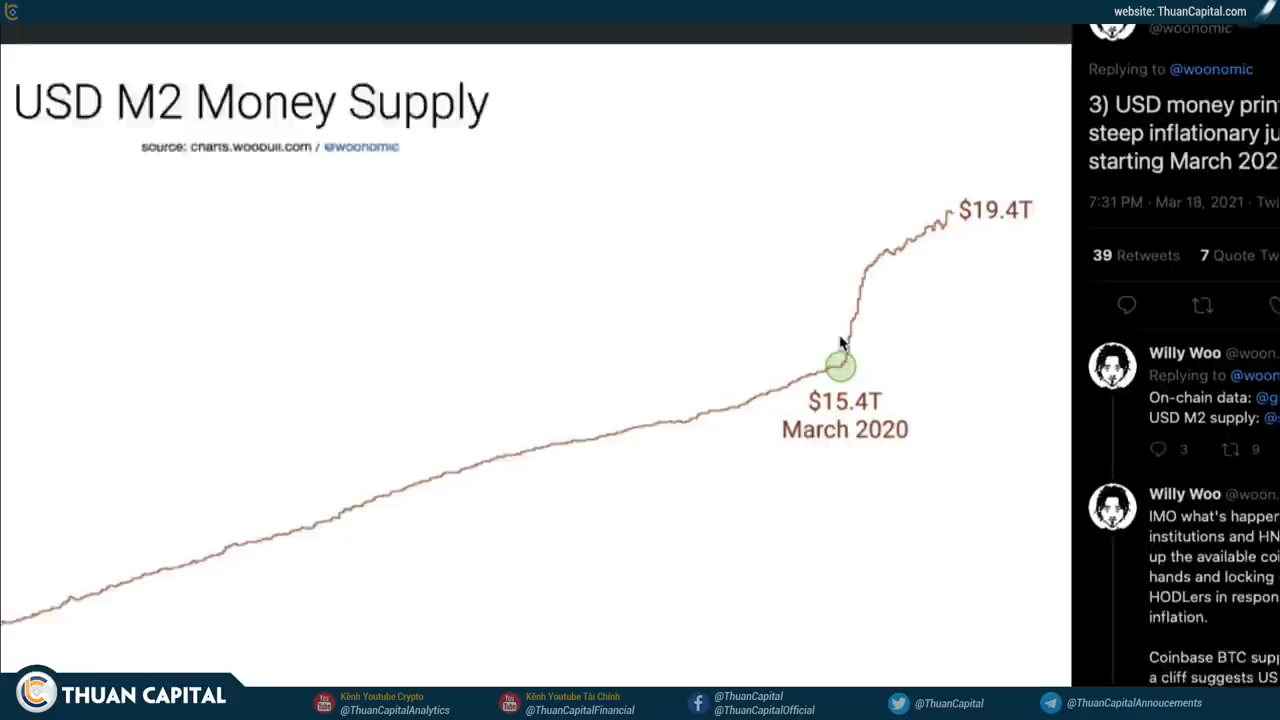 website: ThuanCapital.com
USD M2 Money Supply
source: charts.woobull.com / @woonomic
$19.4T
$15.4T
March 2020
@woonomic
Replying to @woonomic
3) USD money prin
steep inflationary ju
starting March 202
7:31 PM · Mar 18, 2021 · Twi
39 Retweets 7 Quote Tw
Willy Woo @woon
Replying to @woon
On-chain data: @g
USD M2 supply: @
3 9
Willy Woo @woon.
IMO what's happen
institutions and HN
up the available coi
hands and locking
HODLers in respon
inflation.
Coinbase BTC supp
a cliff suggests US
THUAN CAPITAL
Kênh Youtube Crypto
@ThuanCapitalAnalytics
Kênh Youtube Tài Chính
@ThuanCapitalFinancial
@ThuanCapital
@ThuanCapitalOfficial
@ThuanCapital
@ThuanCapitalAnnoucements